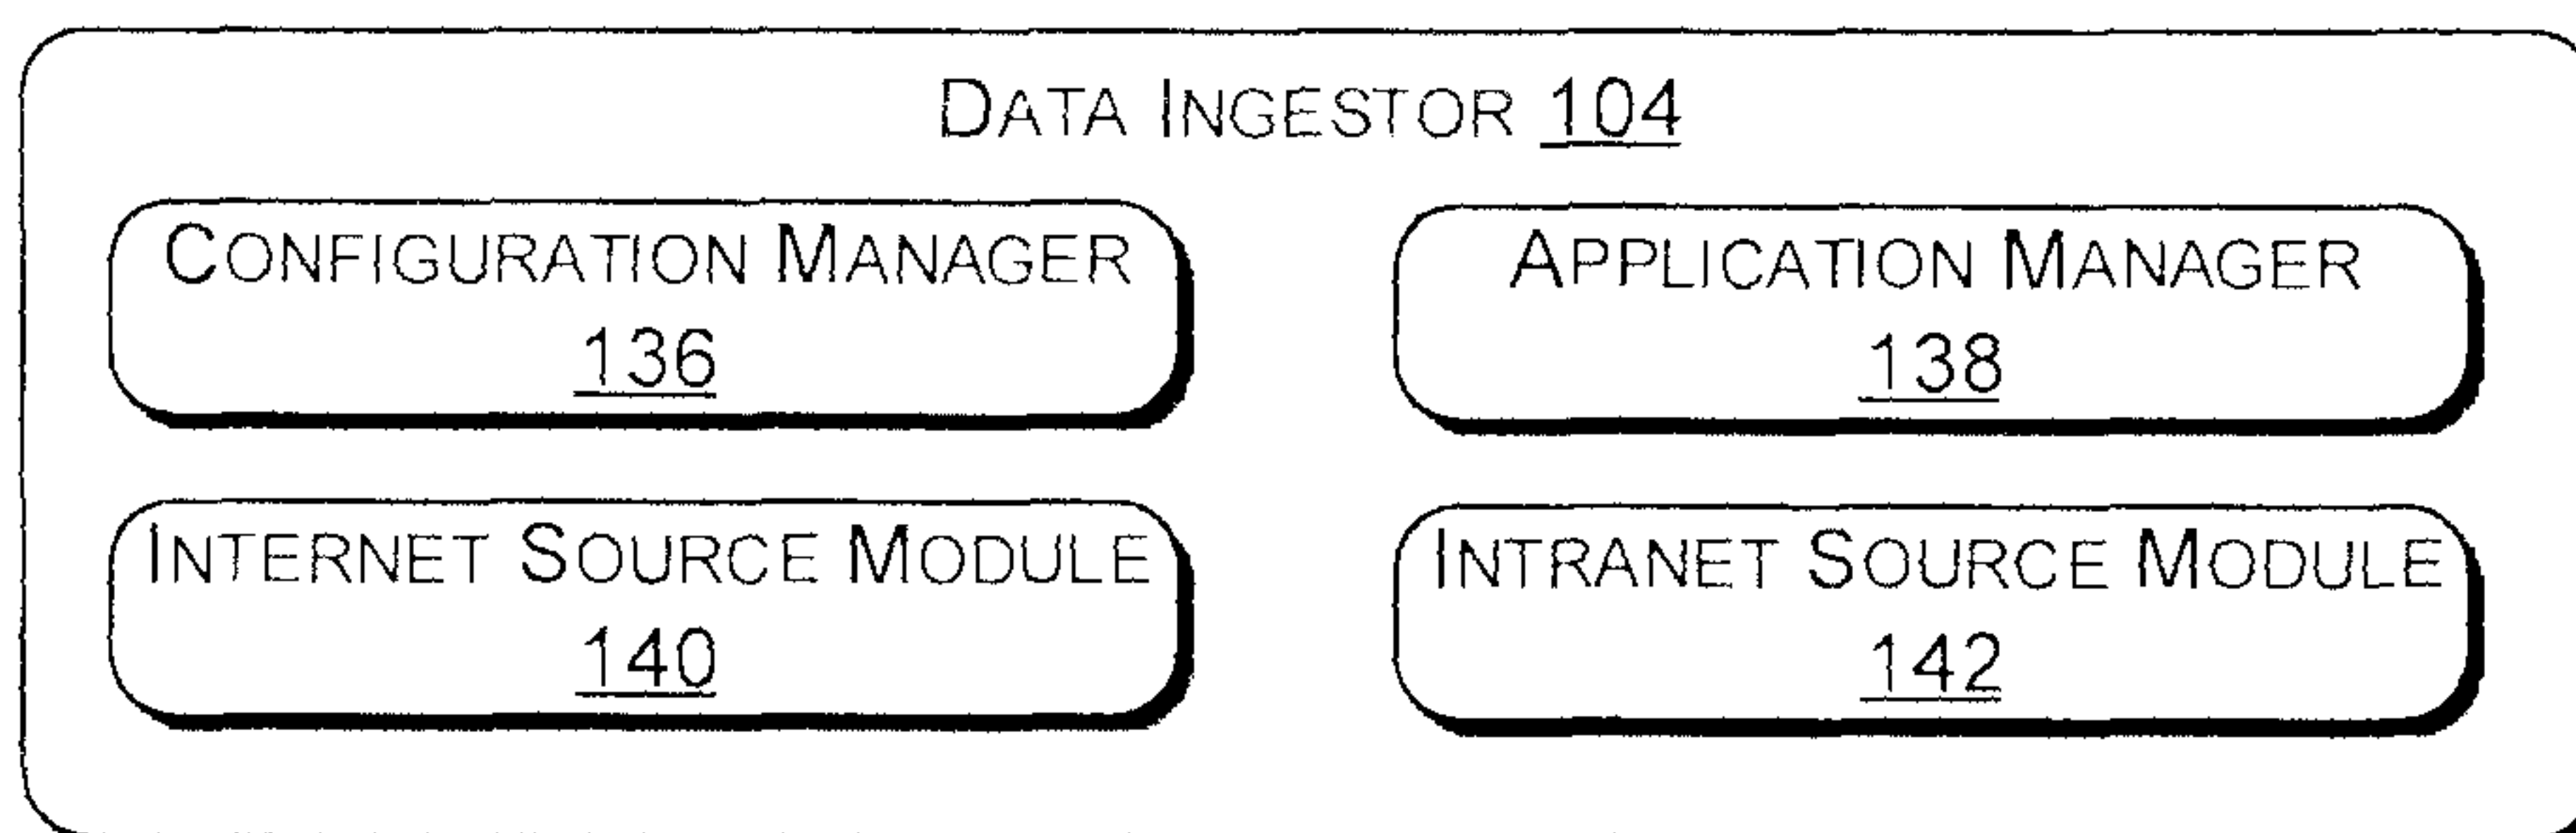 DATA INGESTOR 104
CONFIGURATION MANAGER
136
APPLICATION MANAGER
138
INTERNET SOURCE MODULE
140
INTRANET SOURCE MODULE
142